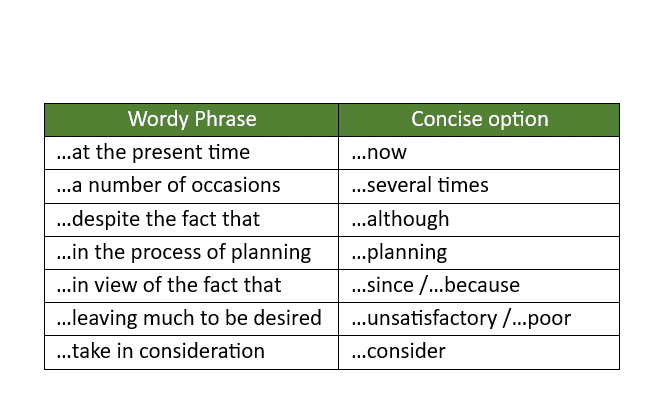 Wordy Phrase Concise option
...at the present time ...now
...a number of occasions ...several times
...despite the fact that ...although
...in the process of planning ...planning
...in view of the fact that ...since /...because
...leaving much to be desired ...unsatisfactory /...poor
...take in consideration ...consider